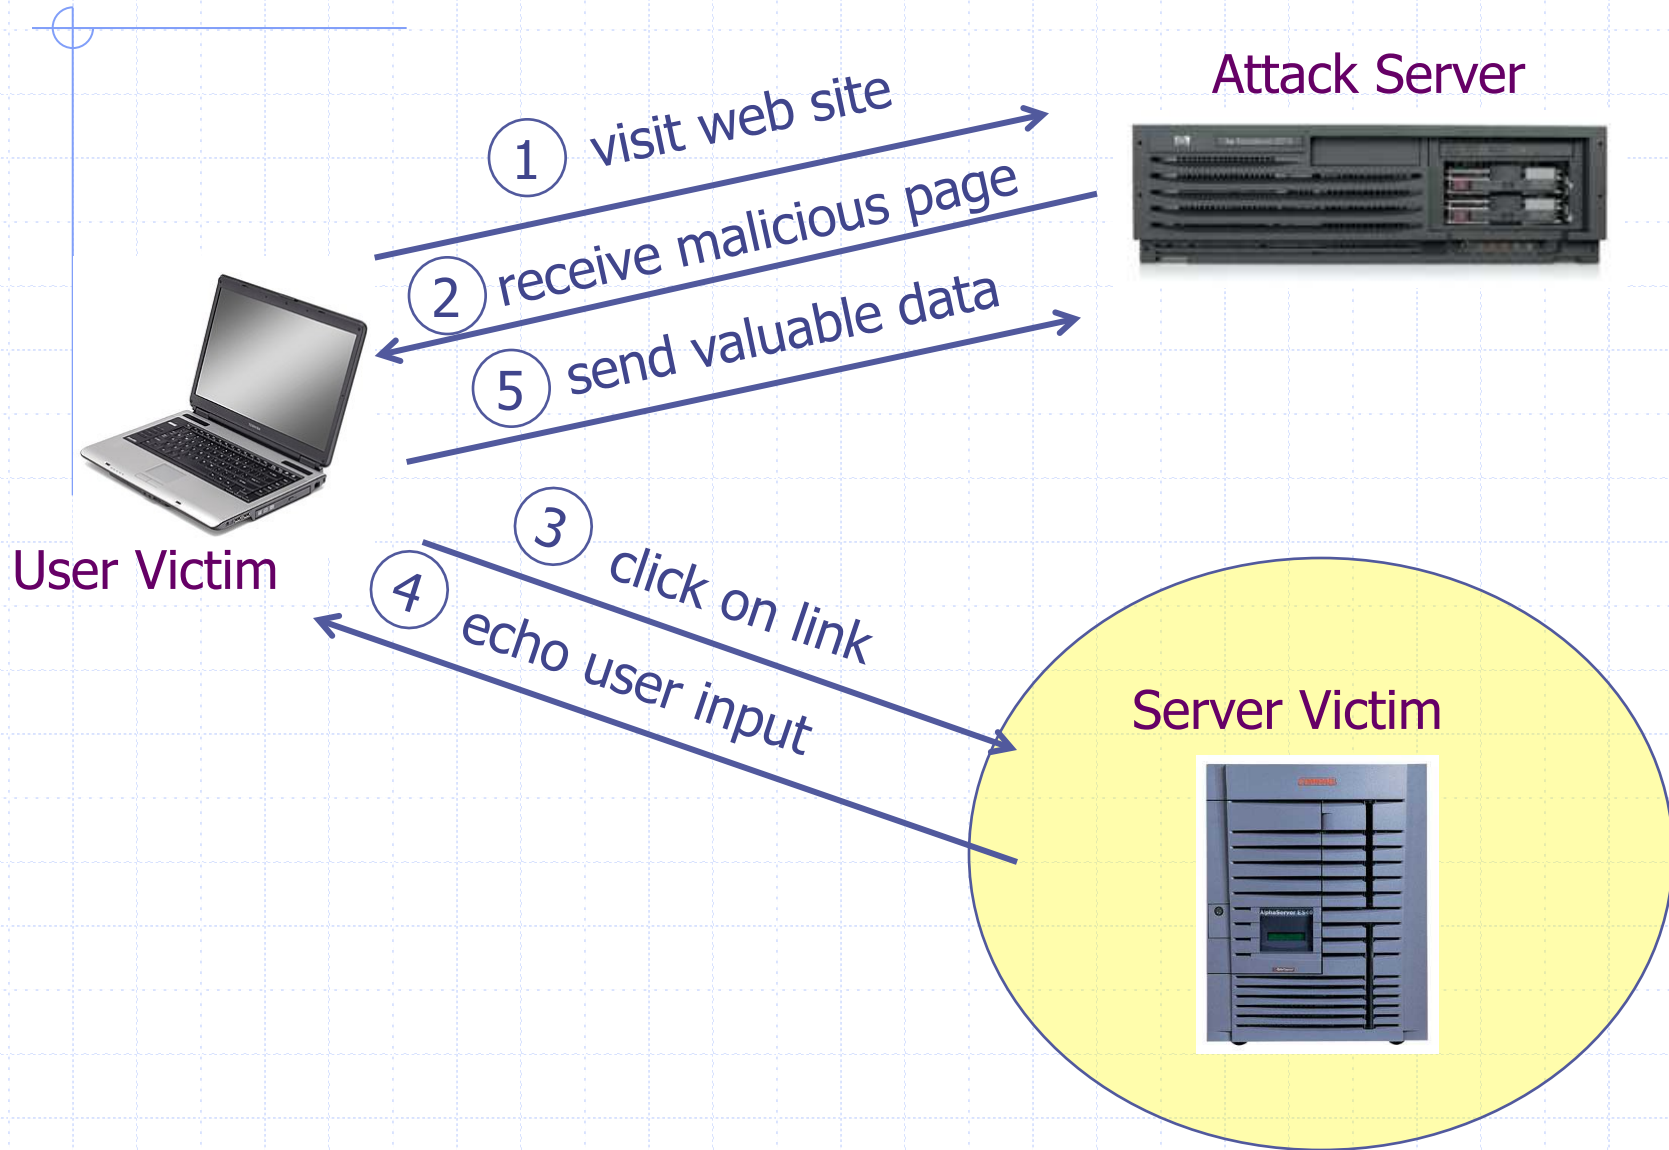 Attack Server
1 visit web site
2 receive malicious page
5 send valuable data
User Victim
3 click on link
4 echo user input
Server Victim